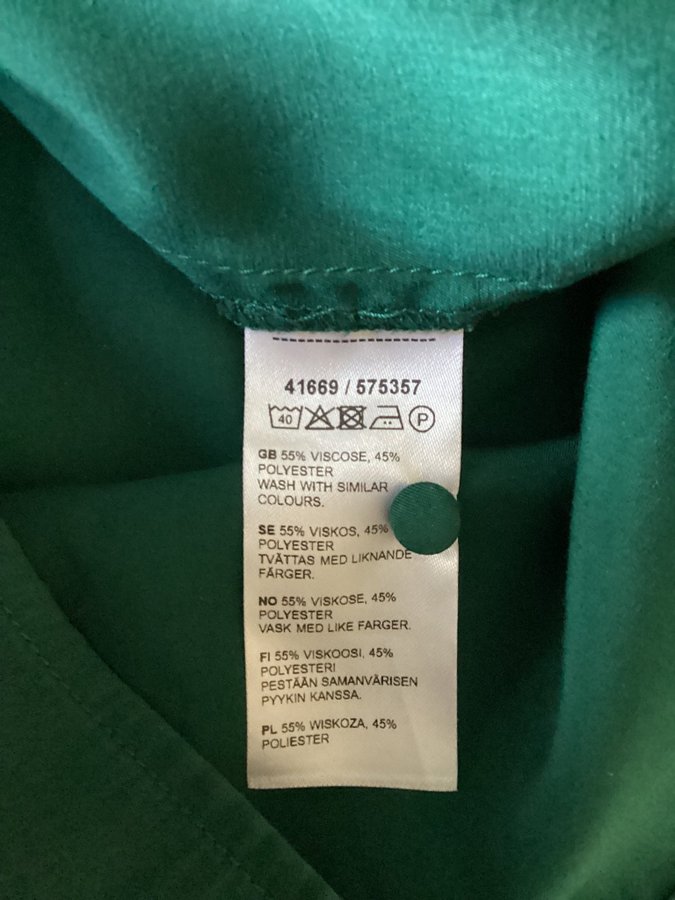 41669 / 575357
40 P
GB 55% VISCOSE, 45%
POLYESTER
WASH WITH SIMILAR
COLOURS.
SE 55% VISKOS, 45%
POLYESTER
TVÄTTAS MED LIKNANDE
FÄRGER.
NO 55% VISKOSE, 45%
POLYESTER
VASK MED LIKE FARGER.
FI 55% VISKOOSI, 45%
POLYESTERI
PESTÄÄN SAMANVÄRISEN
PYYKIN KANSSA.
PL 55% WISKOZA, 45%
POLIESTER